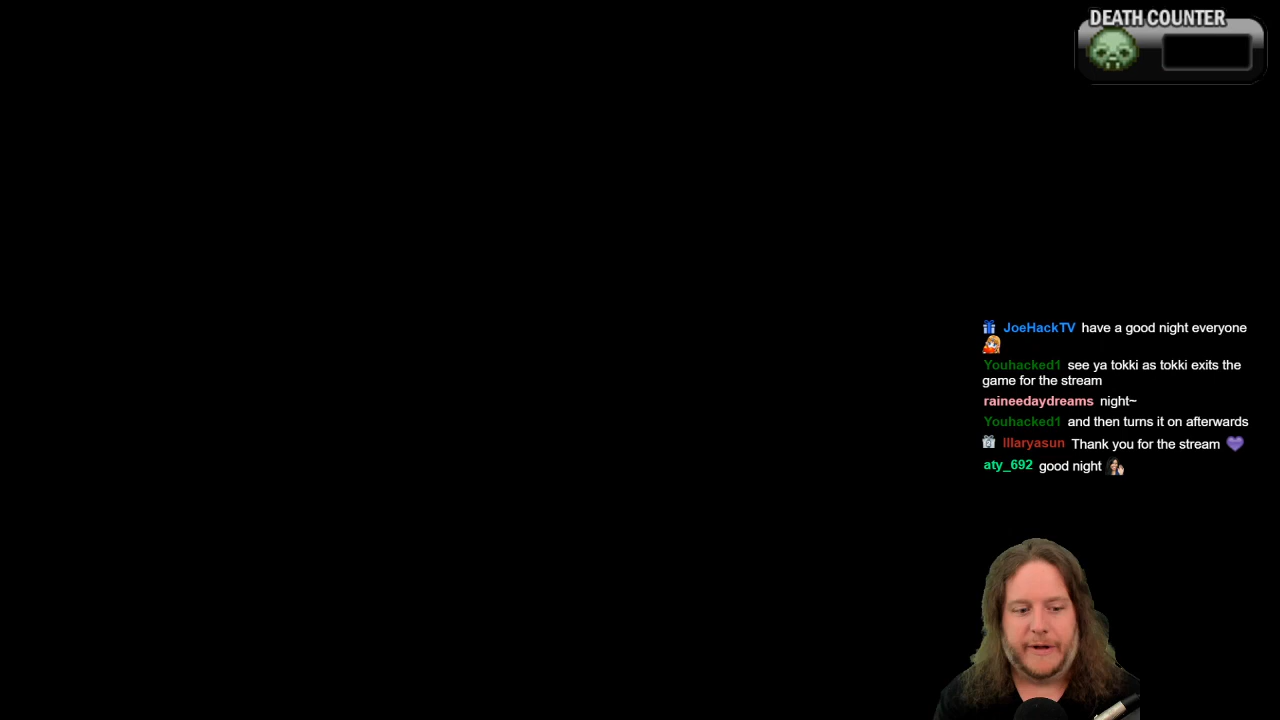 DEATH COUNTER
JoeHackTV have a good night everyone
Youhacked1 see ya tokki as tokki exits the
game for the stream
raineedaydreams night~
Youhacked1 and then turns it on afterwards
lllaryasun Thank you for the stream
aty_692 good night